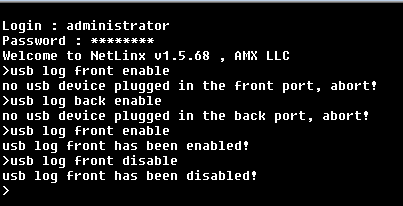 Login : administrator
Password : ********
Welcome to NetLinx v1.5.68 , AMX LLC
>usb log front enable
no usb device plugged in the front port, abort!
>usb log back enable
no usb device plugged in the back port, abort!
>usb log front enable
usb log front has been enabled!
>usb log front disable
usb log front has been disabled!
>